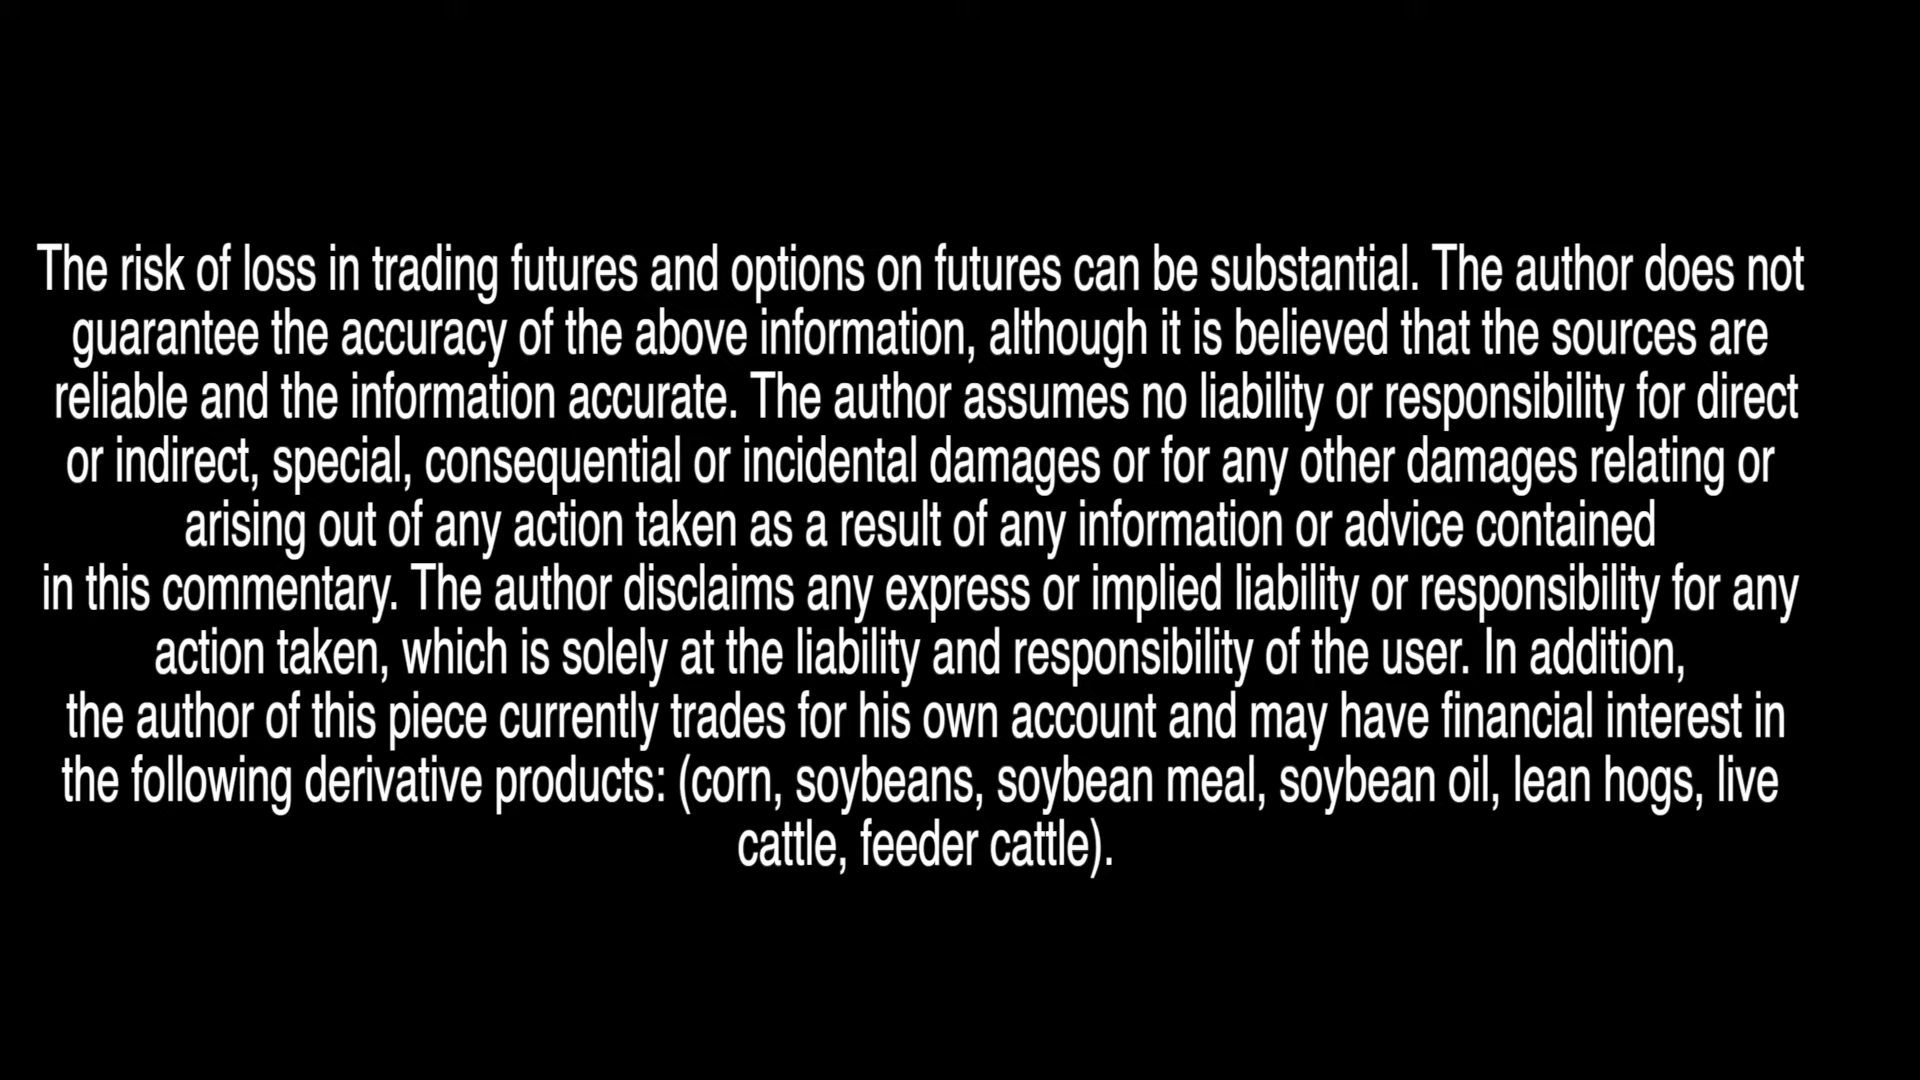 The risk of loss in trading futures and options on futures can be substantial. The author does not
guarantee the accuracy of the above information, although it is believed that the sources are
reliable and the information accurate. The author assumes no liability or responsibility for direct
or indirect, special, consequential or incidental damages or for any other damages relating or
arising out of any action taken as a result of any information or advice contained
in this commentary. The author disclaims any express or implied liability or responsibility for any
action taken, which is solely at the liability and responsibility of the user. In addition,
the author of this piece currently trades for his own account and may have financial interest in
the following derivative products: (corn, soybeans, soybean meal, soybean oil, lean hogs, live
cattle, feeder cattle).